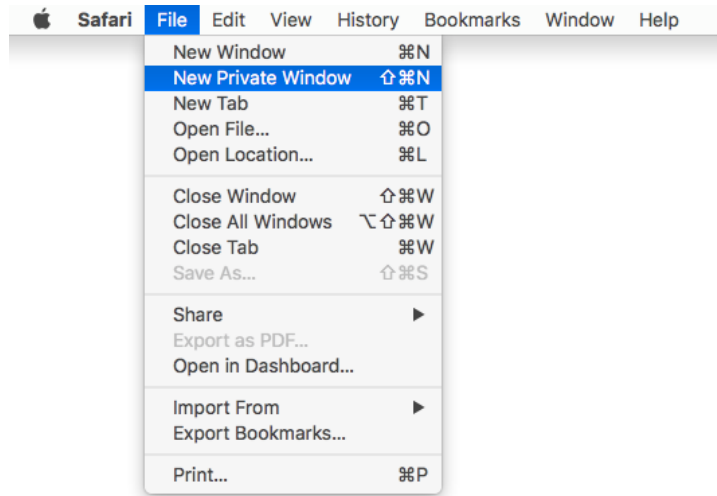 Safari File Edit View History Bookmarks Window Help
New Window ⌘N
New Private Window ⇧⌘N
New Tab ⌘T
Open File... ⌘O
Open Location... ⌘L
Close Window ⇧⌘W
Close All Windows ⌥⇧⌘W
Close Tab ⌘W
Save As... ⇧⌘S
Share ▶
Export as PDF...
Open in Dashboard...
Import From ▶
Export Bookmarks...
Print... ⌘P